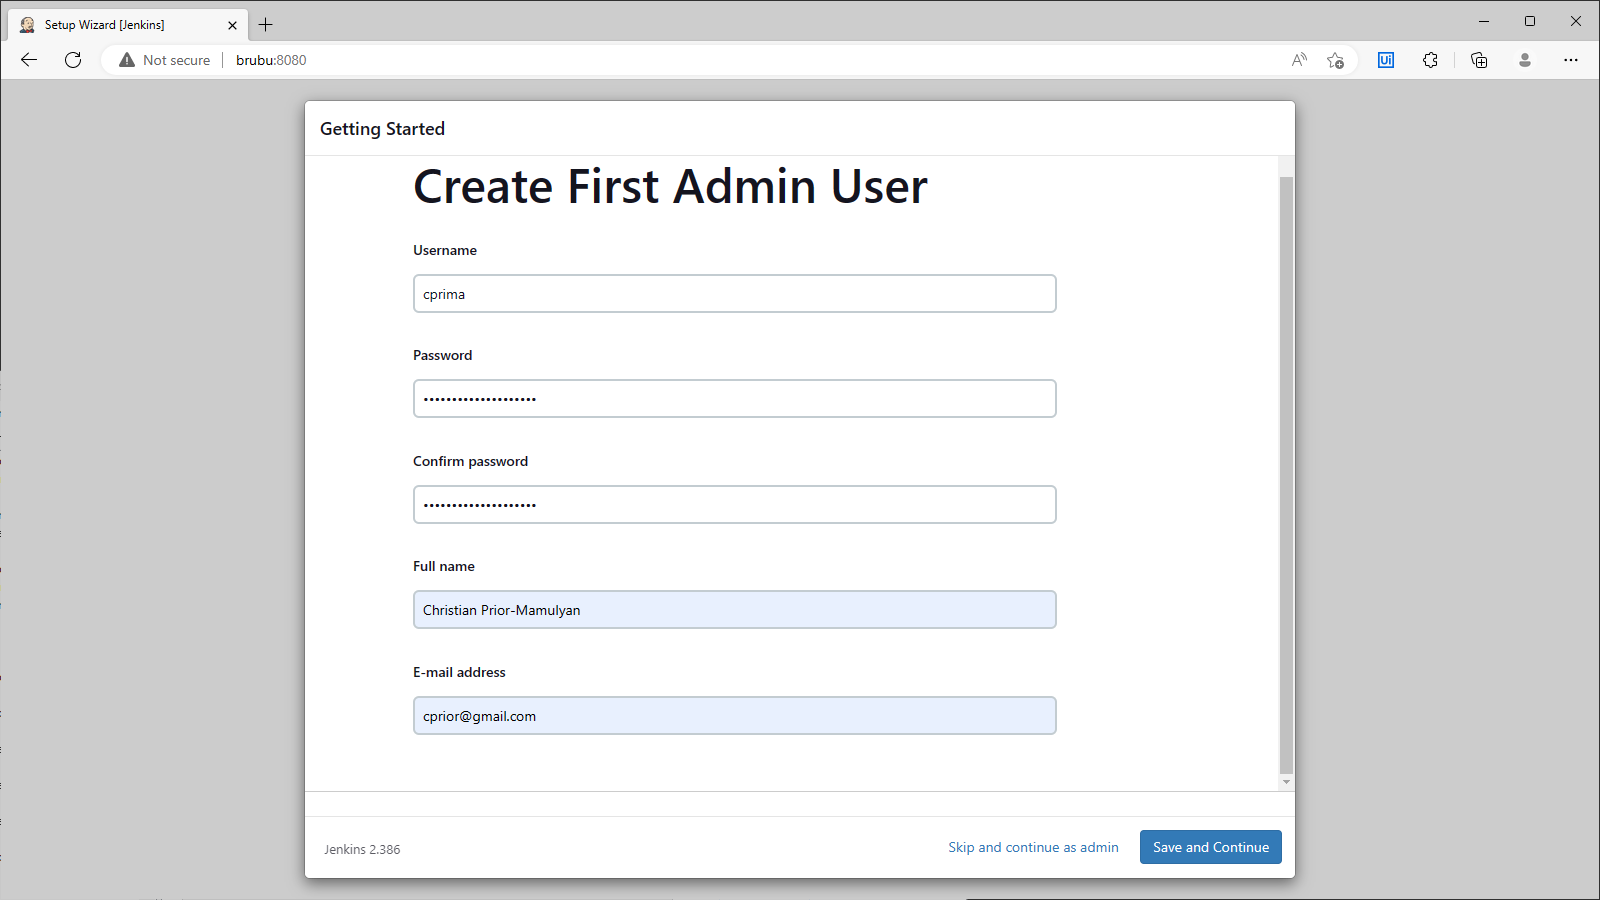 Setup Wizard [Jenkins]
Not secure
brubu:8080
Getting Started
Create First Admin User
Username
cprima
Password
••••••••••••••••••••
Confirm password
••••••••••••••••••••
Full name
Christian Prior-Mamulyan
E-mail address
cprior@gmail.com
Jenkins 2.386
Skip and continue as admin
Save and Continue